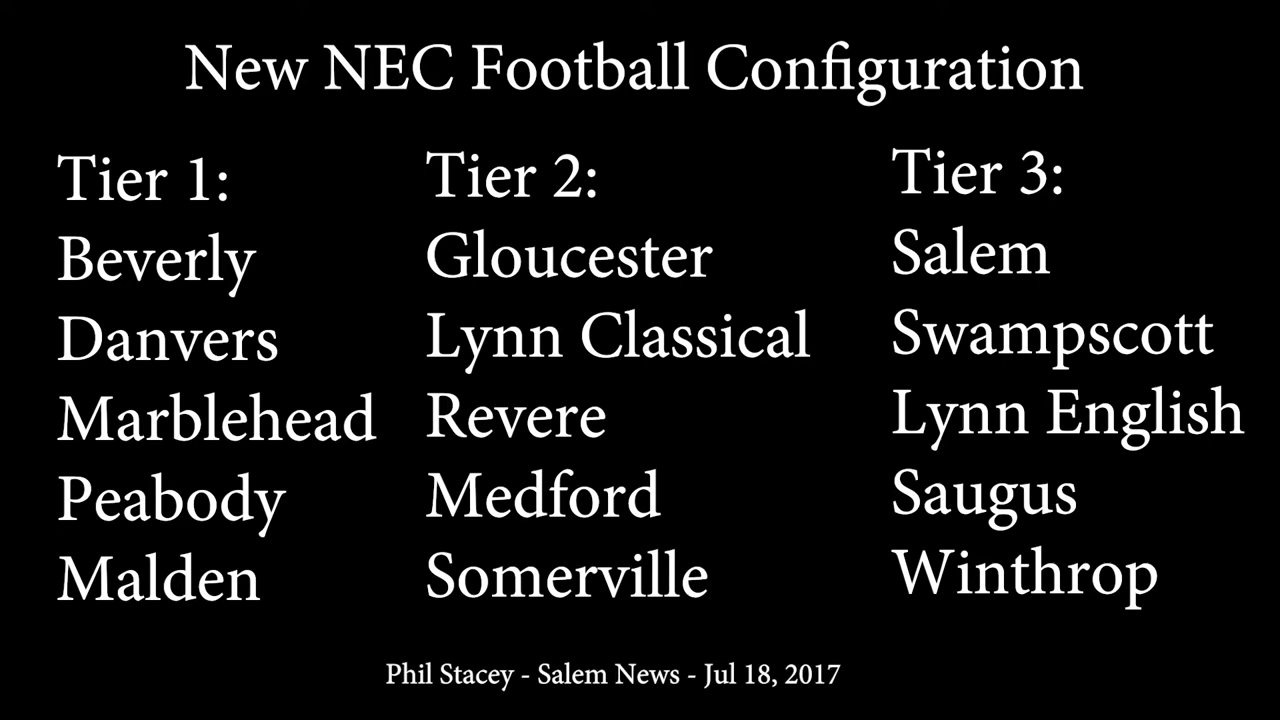 New NEC Football Configuration
Tier 1:
Beverly
Danvers
Marblehead
Peabody
Malden
Tier 2:
Gloucester
Lynn Classical
Revere
Medford
Somerville
Tier 3:
Salem
Swampscott
Lynn English
Saugus
Winthrop
Phil Stacey - Salem News - Jul 18, 2017